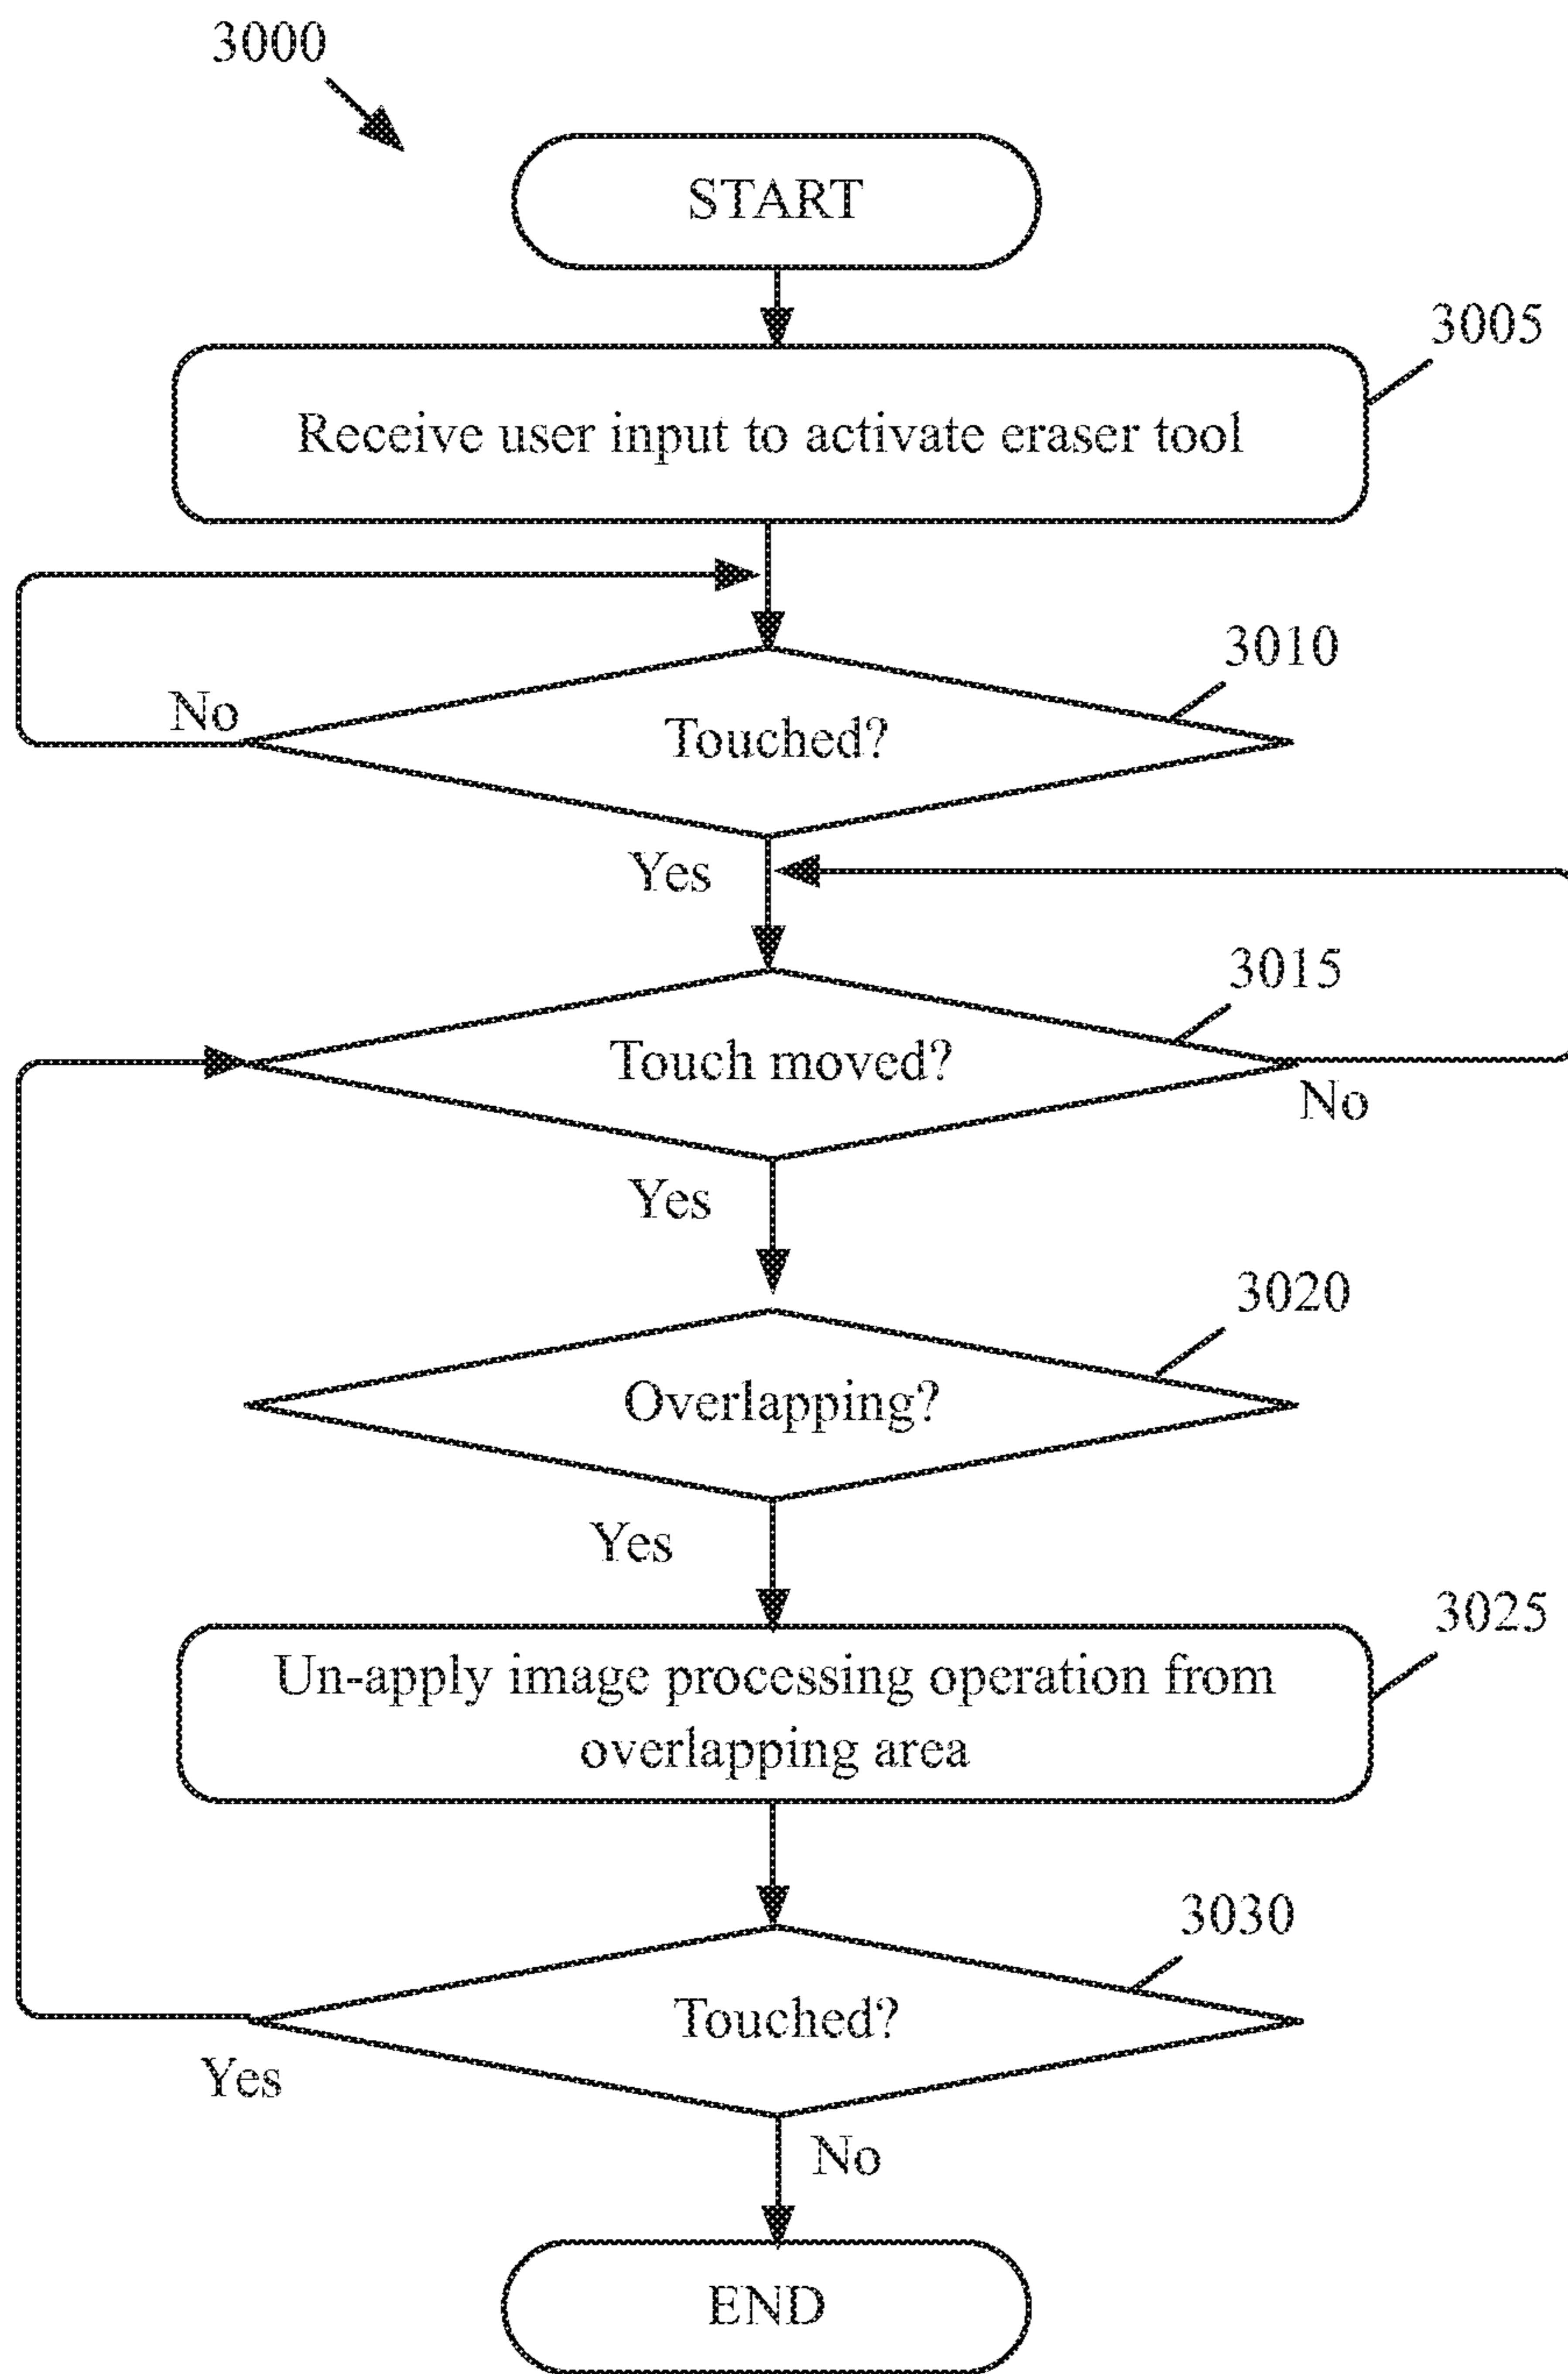 3000
START
3005
Receive user input to activate eraser tool
3010
No
Touched?
Yes
3015
Touch moved?
No
Yes
3020
Overlapping?
Yes
3025
Un-apply image processing operation from
overlapping area
3030
Touched?
Yes
No
END